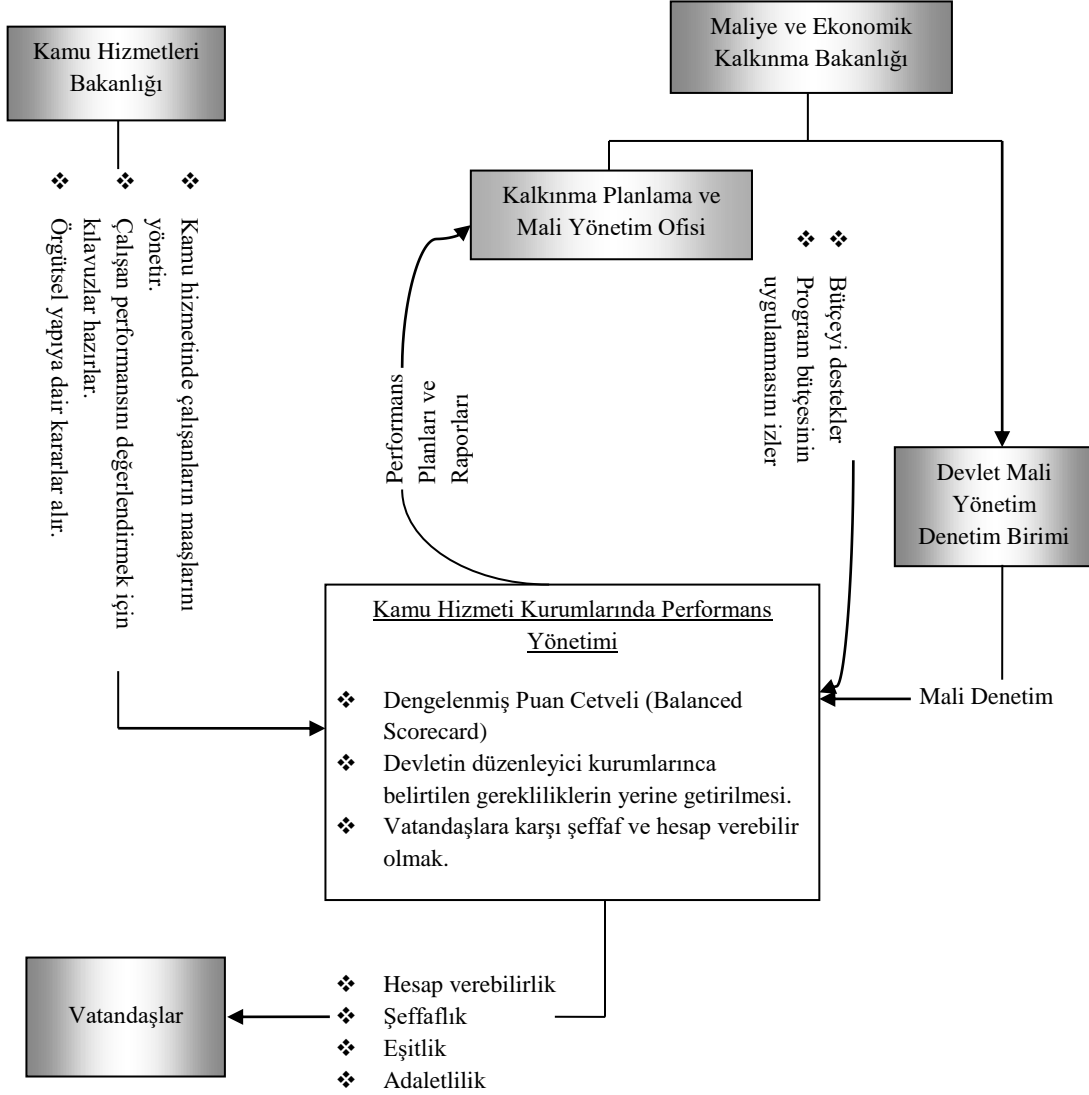 Kamu Hizmetleri
Bakanlığı
Maliye ve Ekonomik
Kalkınma Bakanlığı
❖ Kamu hizmetinde çalışanların maaşlarını
yönetir.
❖ Çalışan performansını değerlendirmek için
kılavuzlar hazırlar.
❖ Örgütsel yapıya dair kararlar alır.
Kalkınma Planlama ve
Mali Yönetim Ofisi
Performans
Planları ve
Raporları
❖ Bütçeyi destekler
❖ Program bütçesinin
uygulanmasını izler
Devlet Mali
Yönetim
Denetim Birimi
Mali Denetim
Kamu Hizmeti Kurumlarında Performans
Yönetimi
❖ Dengelenmiş Puan Cetveli (Balanced
Scorecard)
❖ Devletin düzenleyici kurumlarınca
belirtilen gerekliliklerin yerine getirilmesi.
❖ Vatandaşlara karşı şeffaf ve hesap verebilir
olmak.
Vatandaşlar
❖ Hesap verebilirlik
❖ Şeffaflık
❖ Eşitlik
❖ Adaletlilik